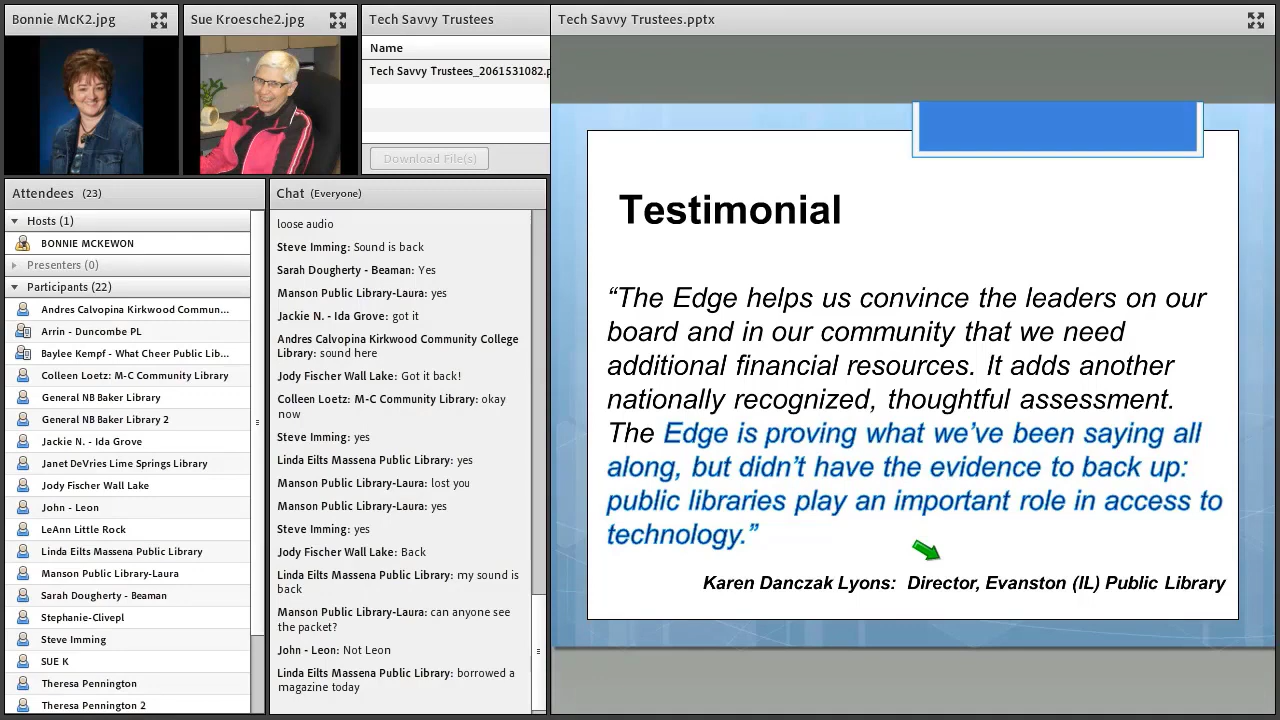 Bonnie McK2.jpg
Sue Kroesche2.jpg
Tech Savvy Trustees
Name
Tech Savvy Trustees_2061531082.p
Download File(s)
Attendees (23)
Hosts (1)
BONNIE MCKEWON
Presenters (0)
Participants (22)
Andres Calvopina Kirkwood Commun...
Arrin - Duncombe PL
Baylee Kempf - What Cheer Public Lib...
Colleen Loetz: M-C Community Library
General NB Baker Library
General NB Baker Library 2
Jackie N. - Ida Grove
Janet DeVries Lime Springs Library
Jody Fischer Wall Lake
John - Leon
LeAnn Little Rock
Linda Eilts Massena Public Library
Manson Public Library-Laura
Sarah Dougherty - Beaman
Stephanie-Clivepl
Steve Imming
SUE K
Theresa Pennington
Theresa Pennington 2
Chat (Everyone)
loose audio
Steve Imming: Sound is back
Sarah Dougherty - Beaman: Yes
Manson Public Library-Laura: yes
Jackie N. - Ida Grove: got it
Andres Calvopina Kirkwood Community College
Library: sound here
Jody Fischer Wall Lake: Got it back!
Colleen Loetz: M-C Community Library: okay
now
Steve Imming: yes
Linda Eilts Massena Public Library: yes
Manson Public Library-Laura: lost you
Manson Public Library-Laura: yes
Steve Imming: yes
Jody Fischer Wall Lake: Back
Linda Eilts Massena Public Library: my sound is
back
Manson Public Library-Laura: can anyone see
the packet?
John - Leon: Not Leon
Linda Eilts Massena Public Library: borrowed a
magazine today
Tech Savvy Trustees.pptx
Testimonial
“The Edge helps us convince the leaders on our
board and in our community that we need
additional financial resources. It adds another
nationally recognized, thoughtful assessment.
The Edge is proving what we’ve been saying all
along, but didn’t have the evidence to back up:
public libraries play an important role in access to
technology.”
Karen Danczak Lyons: Director, Evanston (IL) Public Library